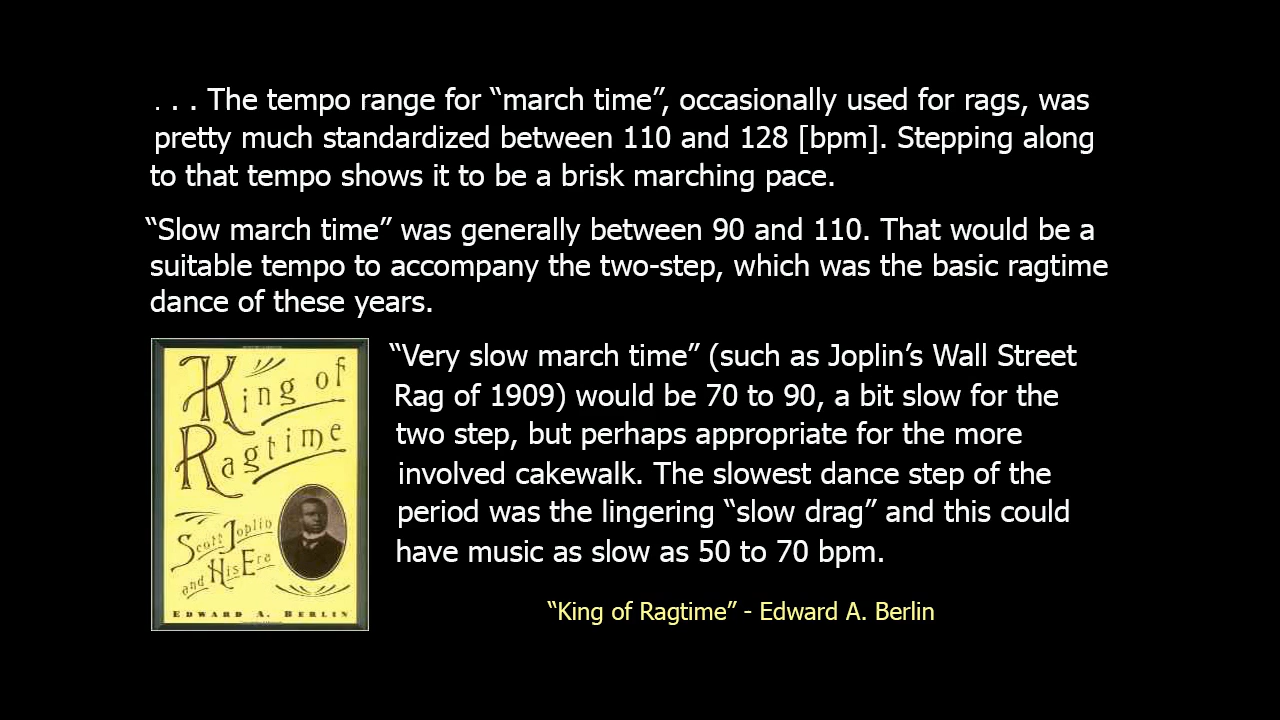 . . . The tempo range for “march time”, occasionally used for rags, was
pretty much standardized between 110 and 128 [bpm]. Stepping along
to that tempo shows it to be a brisk marching pace.
“Slow march time” was generally between 90 and 110. That would be a
suitable tempo to accompany the two-step, which was the basic ragtime
dance of these years.
“Very slow march time” (such as Joplin’s Wall Street
Rag of 1909) would be 70 to 90, a bit slow for the
two step, but perhaps appropriate for the more
involved cakewalk. The slowest dance step of the
period was the lingering “slow drag” and this could
have music as slow as 50 to 70 bpm.
“King of Ragtime” - Edward A. Berlin
King of
Ragtime
Scott Joplin
and His Era
EDWARD A. BERLIN